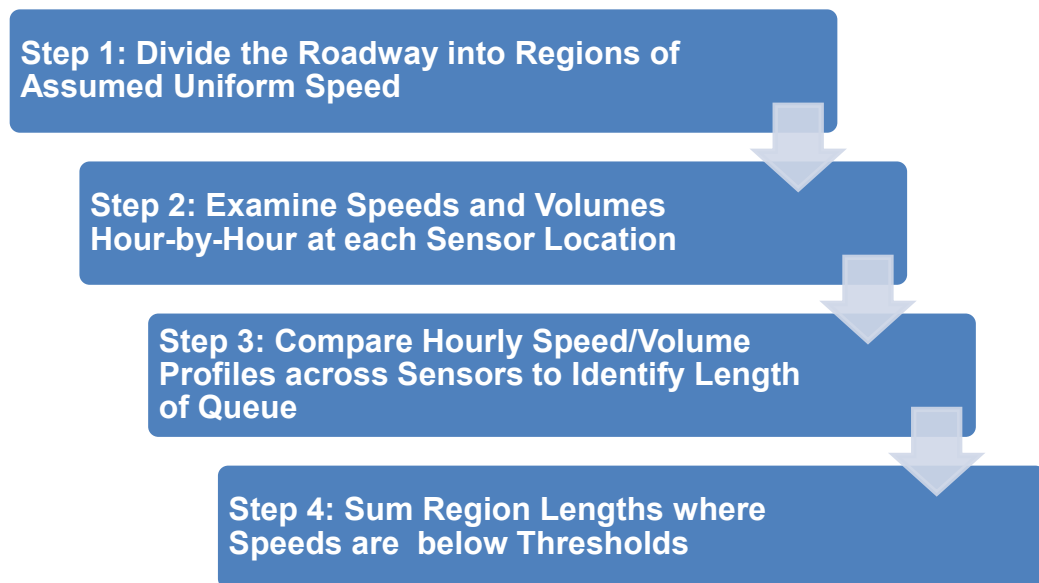 Step 1: Divide the Roadway into Regions of
Assumed Uniform Speed
Step 2: Examine Speeds and Volumes
Hour-by-Hour at each Sensor Location
Step 3: Compare Hourly Speed/Volume
Profiles across Sensors to Identify Length
of Queue
Step 4: Sum Region Lengths where
Speeds are  below Thresholds